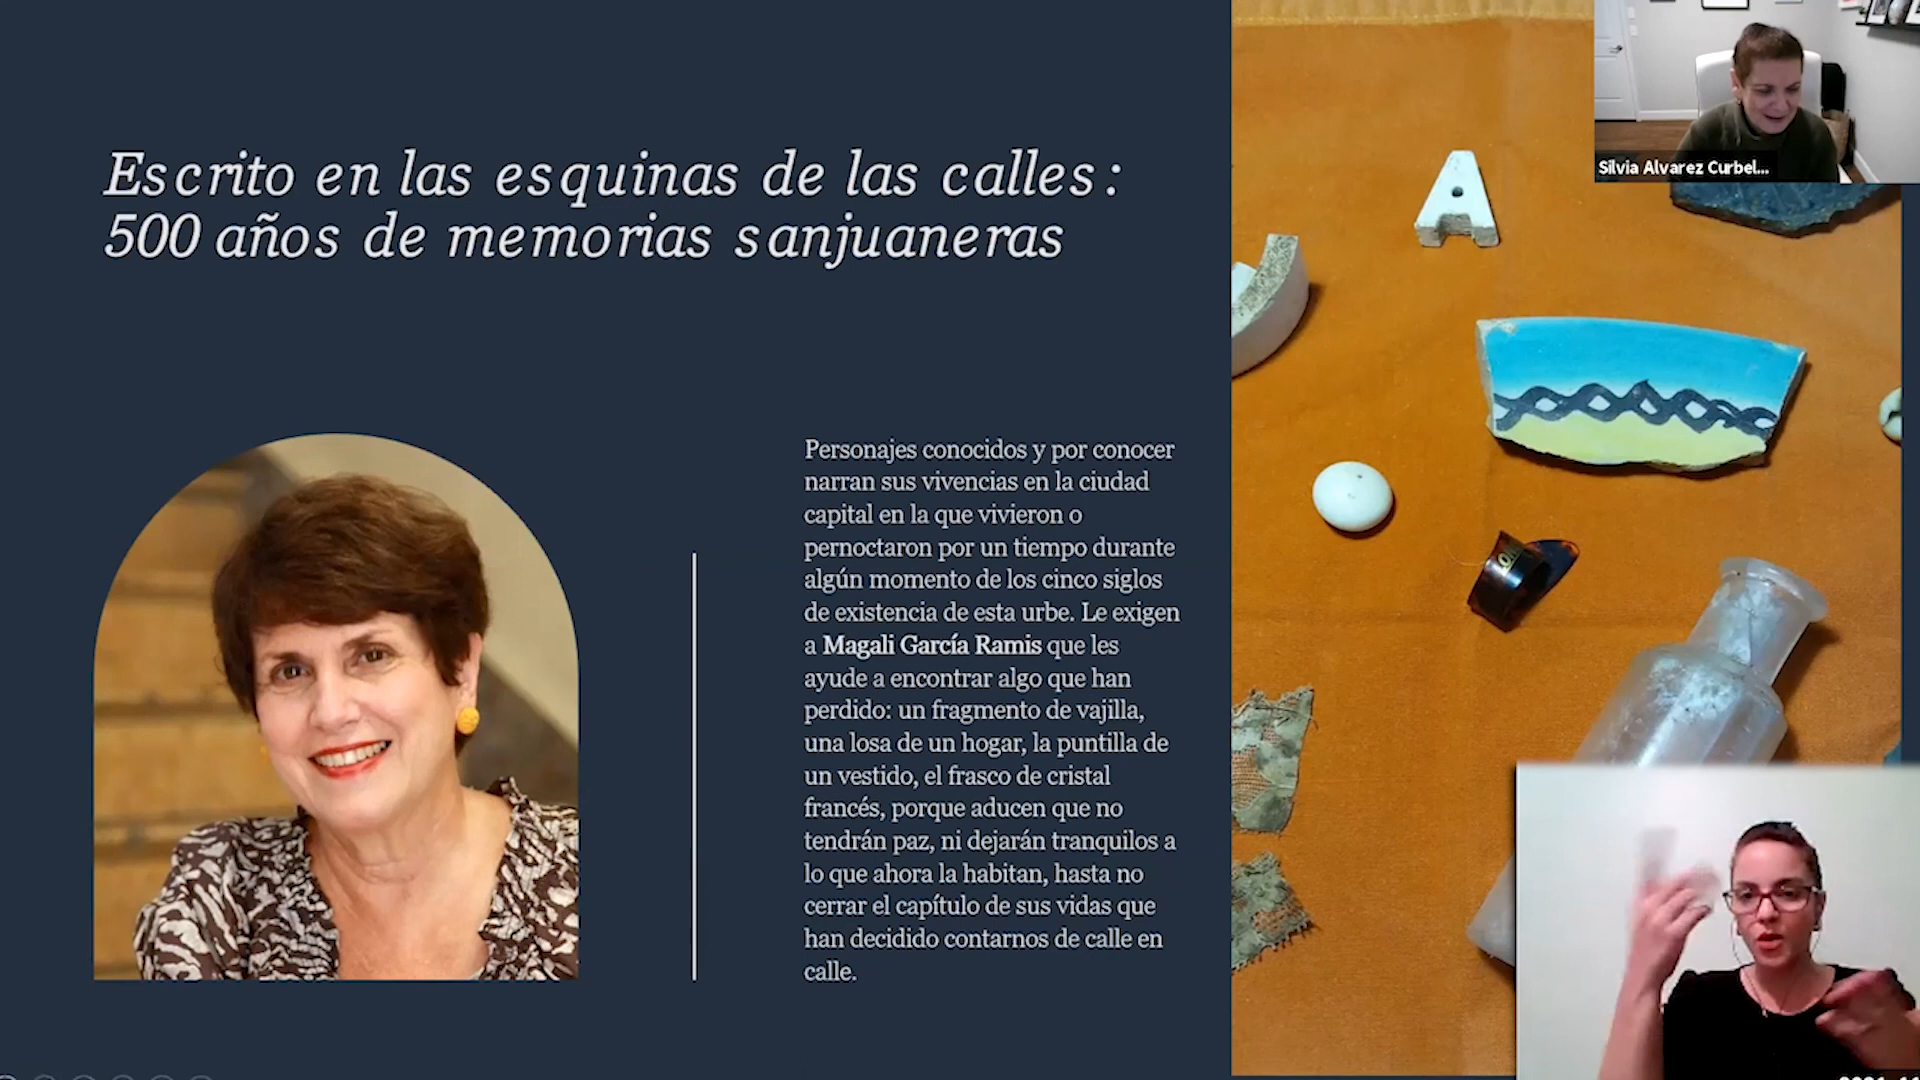 Escrito en las esquinas de las calles:
500 años de memorias sanjuaneras
Personajes conocidos y por conocer
narran sus vivencias en la ciudad
capital en la que vivieron o
pernoctaron por un tiempo durante
algún momento de los cinco siglos
de existencia de esta urbe. Le exigen
a Magali García Ramis que les
ayude a encontrar algo que han
perdido: un fragmento de vajilla,
una losa de un hogar, la puntilla de
un vestido, el frasco de cristal
francés, porque aducen que no
tendrán paz, ni dejarán tranquilos a
lo que ahora la habitan, hasta no
cerrar el capítulo de sus vidas que
han decidido contarnos de calle en
calle.
Silvia Alvarez Curbel...